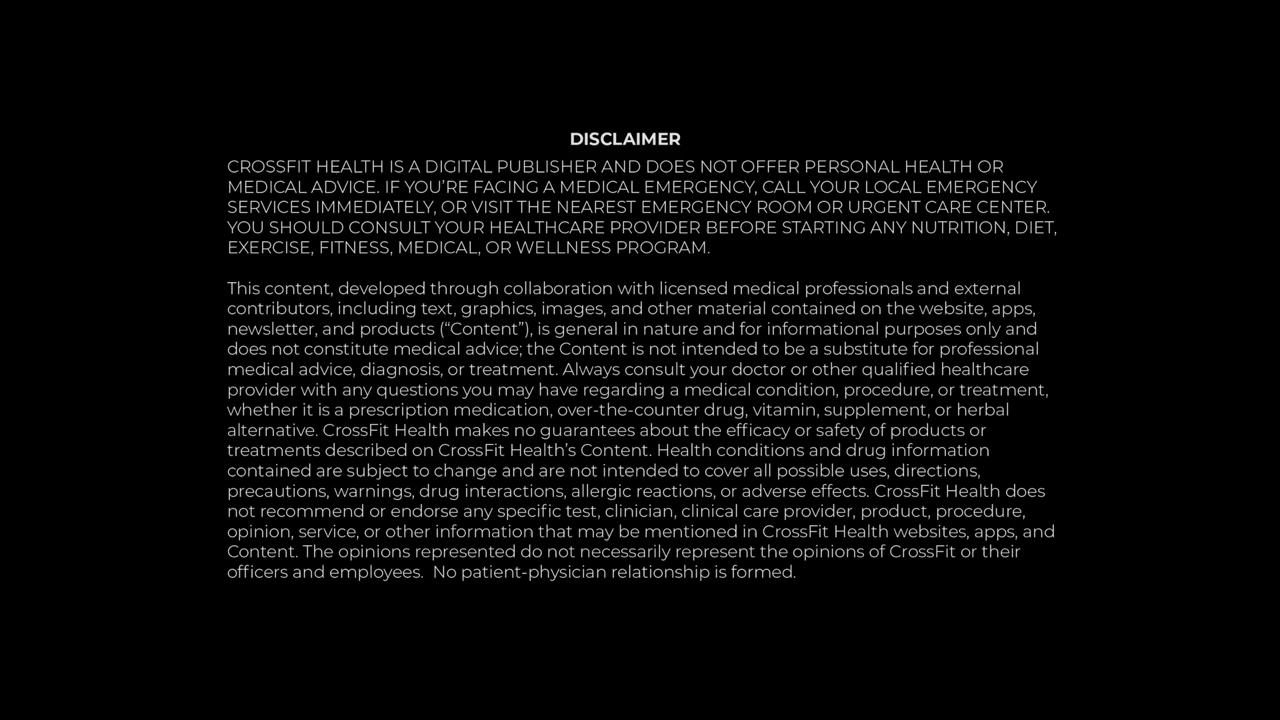 DISCLAIMER
CROSSFIT HEALTH IS A DIGITAL PUBLISHER AND DOES NOT OFFER PERSONAL HEALTH OR
MEDICAL ADVICE. IF YOU’RE FACING A MEDICAL EMERGENCY, CALL YOUR LOCAL EMERGENCY
SERVICES IMMEDIATELY, OR VISIT THE NEAREST EMERGENCY ROOM OR URGENT CARE CENTER.
YOU SHOULD CONSULT YOUR HEALTHCARE PROVIDER BEFORE STARTING ANY NUTRITION, DIET,
EXERCISE, FITNESS, MEDICAL, OR WELLNESS PROGRAM.
This content, developed through collaboration with licensed medical professionals and external
contributors, including text, graphics, images, and other material contained on the website, apps,
newsletter, and products (“Content”), is general in nature and for informational purposes only and
does not constitute medical advice; the Content is not intended to be a substitute for professional
medical advice, diagnosis, or treatment. Always consult your doctor or other qualified healthcare
provider with any questions you may have regarding a medical condition, procedure, or treatment,
whether it is a prescription medication, over-the-counter drug, vitamin, supplement, or herbal
alternative. CrossFit Health makes no guarantees about the efficacy or safety of products or
treatments described on CrossFit Health’s Content. Health conditions and drug information
contained are subject to change and are not intended to cover all possible uses, directions,
precautions, warnings, drug interactions, allergic reactions, or adverse effects. CrossFit Health does
not recommend or endorse any specific test, clinician, clinical care provider, product, procedure,
opinion, service, or other information that may be mentioned in CrossFit Health websites, apps, and
Content. The opinions represented do not necessarily represent the opinions of CrossFit or their
officers and employees.  No patient-physician relationship is formed.